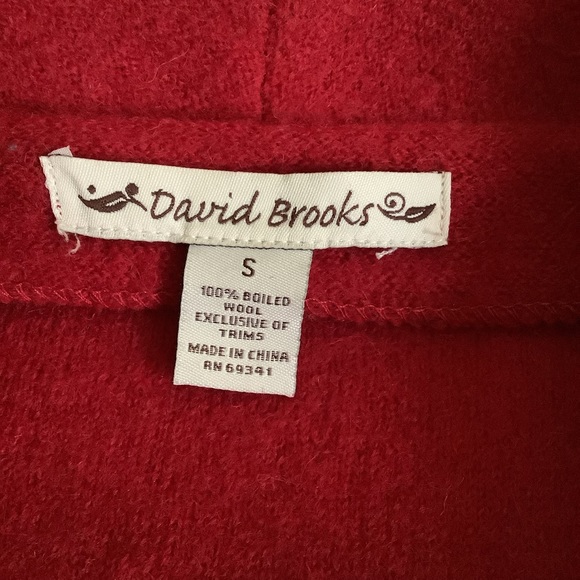 David Brooks
S
100% BOILED
WOOL
EXCLUSIVE OF
TRIMS
MADE IN CHINA
RN 69341